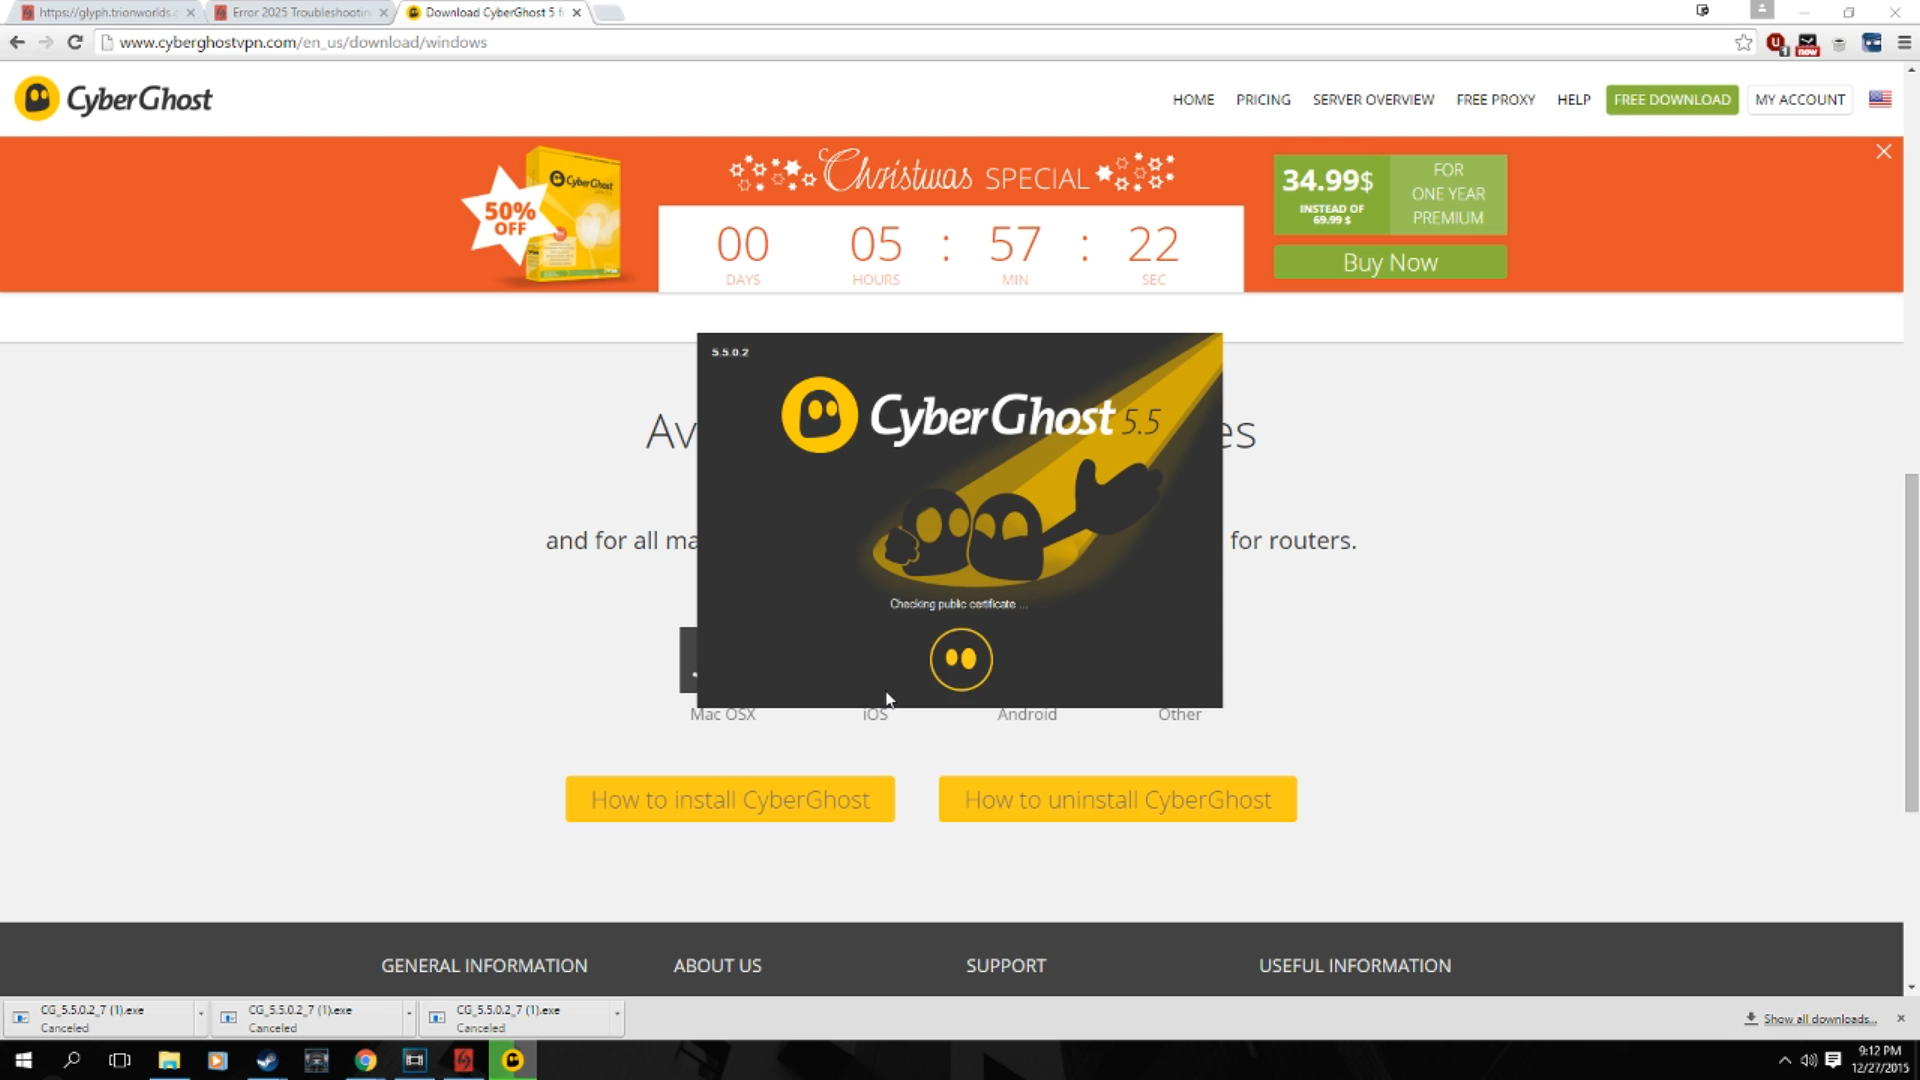 https://glyph.trionworlds.c
Error 2025 Troubleshootin
Download CyberGhost 5 f
www.cyberghostvpn.com/en_us/download/windows
now
CyberGhost
HOME
PRICING
SERVER OVERVIEW
FREE PROXY
HELP
FREE DOWNLOAD
MY ACCOUNT
50%
OFF
CyberGhost
Christmas SPECIAL
00
DAYS
05 : 57 : 22
HOURS MIN SEC
34.99$
INSTEAD OF
69.99 $
FOR
ONE YEAR
PREMIUM
Buy Now
5.5.0.2
CyberGhost 5.5
Av
es
and for all ma
for routers.
Checking public certificate ...
Mac OSX
iOS
Android
Other
How to install CyberGhost
How to uninstall CyberGhost
GENERAL INFORMATION
ABOUT US
SUPPORT
USEFUL INFORMATION
CG_5.5.0.2_7 (1).exe
Canceled
CG_5.5.0.2_7 (1).exe
Canceled
CG_5.5.0.2_7 (1).exe
Canceled
Show all downloads...
9:12 PM
12/27/2015